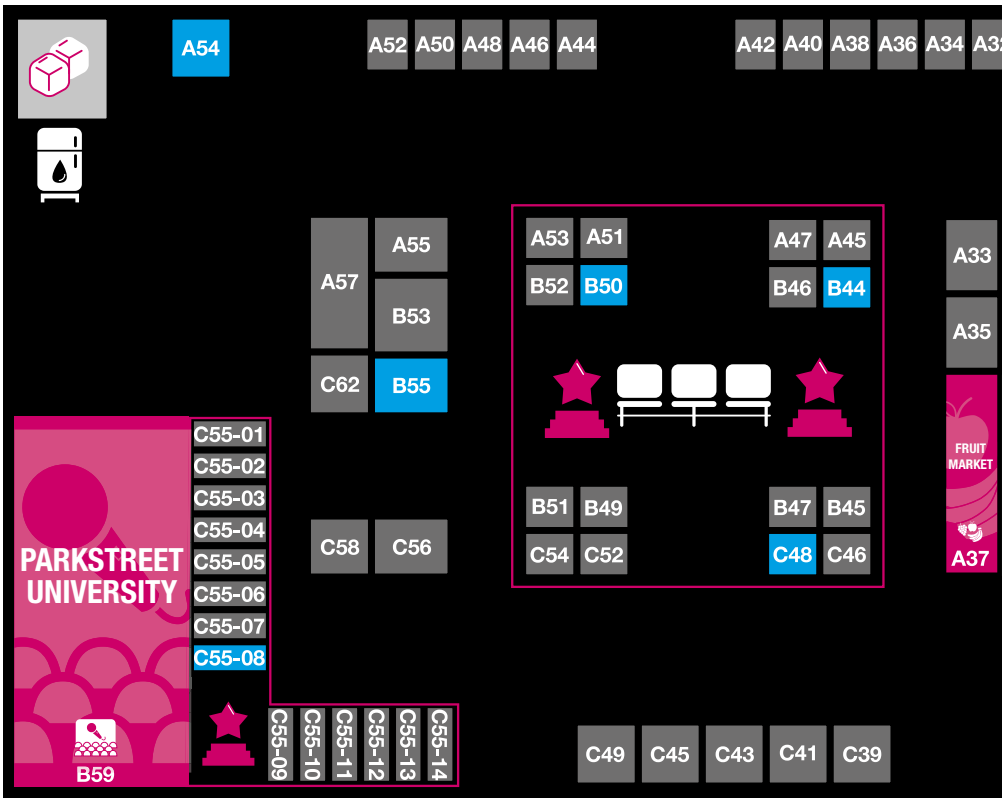 A54
A52 A50 A48 A46 A44
A42 A40 A38 A36 A34 A32
A57
A55
B53
C62
B55
A53 A51
B52 B50
A47 A45
B46 B44
A33
A35
FRUIT
MARKET
A37
C55-01
C55-02
C55-03
C55-04
C55-05
C55-06
C55-07
C55-08
PARKSTREET
UNIVERSITY
B59
C58 C56
B51 B49
C54 C52
B47 B45
C48 C46
C55-09
C55-10
C55-11
C55-12
C55-13
C55-14
C49 C45 C43 C41 C39